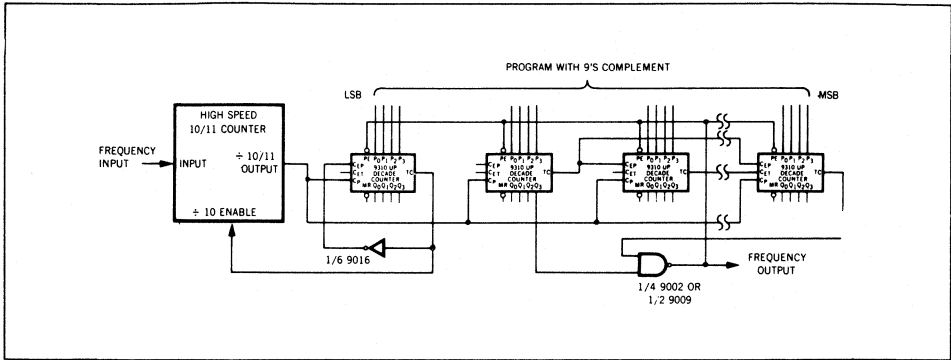 PROGRAM WITH 9'S COMPLEMENT
LSB
MSB
HIGH SPEED
10/11 COUNTER
FREQUENCY
INPUT
INPUT
÷ 10/11
OUTPUT
÷ 10 ENABLE
PE P0 P1 P2 P3
CEP 9310 UP
CET DECADE TC
CP COUNTER
MR Q0 Q1 Q2 Q3
PE P0 P1 P2 P3
CEP 9310 UP
CET DECADE TC
CP COUNTER
MR Q0 Q1 Q2 Q3
PE P0 P1 P2 P3
CEP 9310 UP
CET DECADE TC
CP COUNTER
MR Q0 Q1 Q2 Q3
PE P0 P1 P2 P3
CEP 9310 UP
CET DECADE TC
CP COUNTER
MR Q0 Q1 Q2 Q3
1/6 9016
FREQUENCY
OUTPUT
1/4 9002 OR
1/2 9009